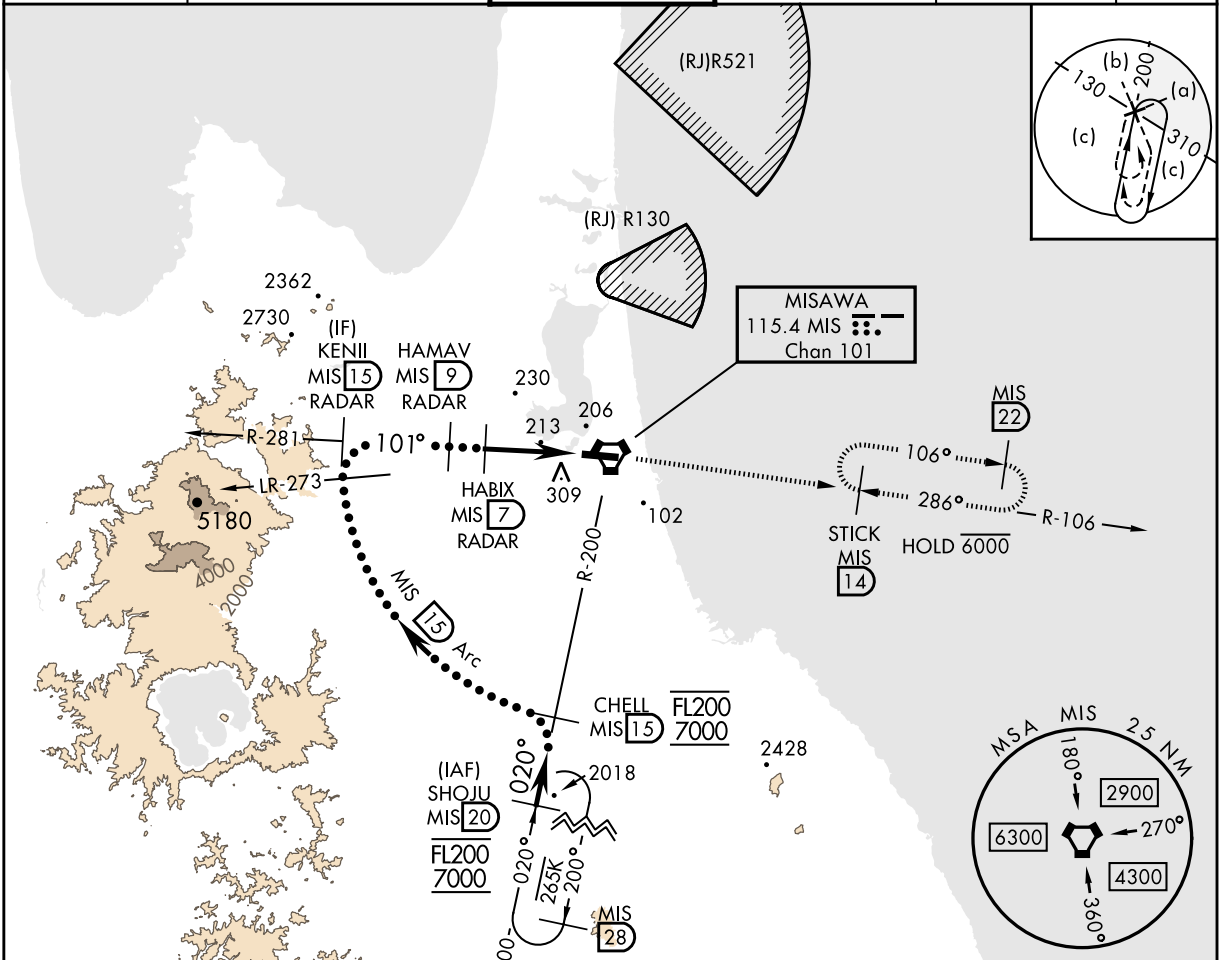 (RJ)R521
(b)
200
130
(a)
(c)
310
(c)
(RJ) R130
2362
2730
MISAWA
115.4 MIS
Chan 101
(IF)
KENII
MIS 15
RADAR
HAMAV
MIS 9
RADAR
230
206
213
MIS
22
R-281
101°
106°
LR-273
309
286°
R-106
5180
HABIX
MIS 7
RADAR
102
STICK
MIS
14
HOLD 6000
4000
2000
R-200
MIS 15 Arc
CHELL
MIS 15
FL200
7000
2428
MSA MIS 25 NM
180°
2900
6300
270°
4300
360°
020°
2018
(IAF)
SHOJU
MIS 20
FL200
7000
020°
265K
200°
MIS
28